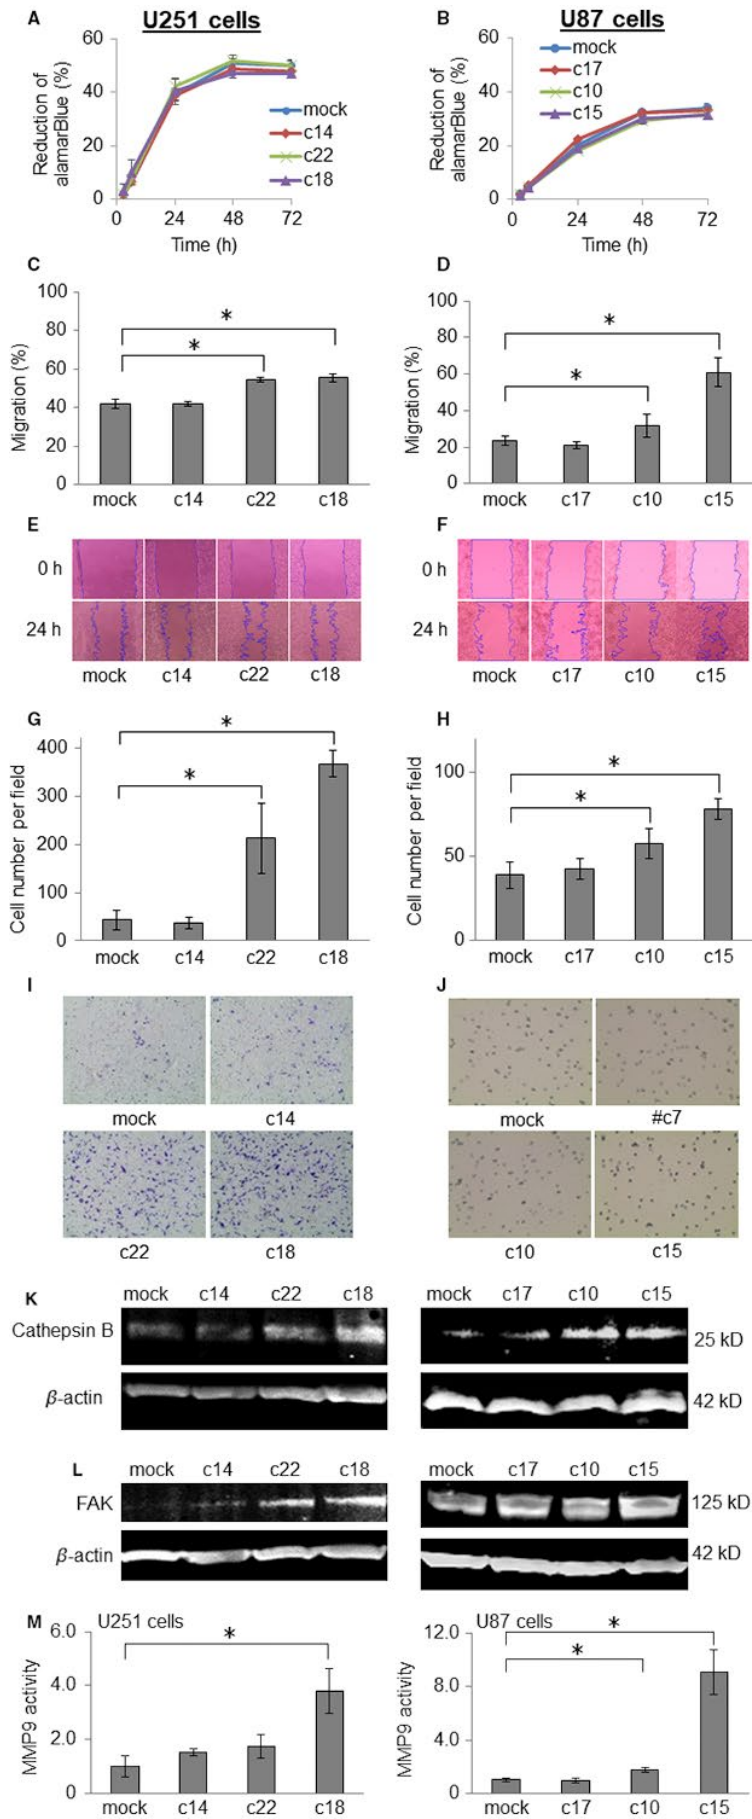 A
U251 cells
Reduction of
alamarBlue (%)
60
40
20
0
0
24
48
72
Time (h)
mock
c14
c22
c18
B
U87 cells
Reduction of
alamarBlue (%)
60
40
20
0
0
24
48
72
Time (h)
mock
c17
c10
c15
C
Migration (%)
100
80
60
40
20
0
*
*
mock c14 c22 c18
D
Migration (%)
100
80
60
40
20
0
*
*
mock c17 c10 c15
E
0 h
24 h
mock c14 c22 c18
F
0 h
24 h
mock c17 c10 c15
G
Cell number per field
400
300
200
100
0
*
*
mock c14 c22 c18
H
Cell number per field
100
50
0
*
*
mock c17 c10 c15
I
mock c14
c22 c18
J
mock #c7
c10 c15
K
mock c14 c22 c18
mock c17 c10 c15
Cathepsin B
25 kD
β-actin
42 kD
L
mock c14 c22 c18
mock c17 c10 c15
FAK
125 kD
β-actin
42 kD
M
U251 cells
MMP9 activity
6.0
4.0
2.0
0
*
mock c14 c22 c18
U87 cells
MMP9 activity
12.0
8.0
4.0
0
*
*
mock c17 c10 c15